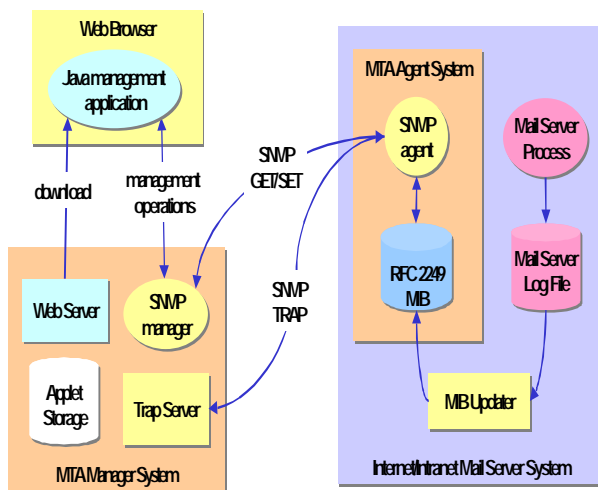 Web Browser
Java management
application
download
management
operations
SNMP
GET/SET
SNMP
TRAP
Web Server
SNMP
manager
Applet
Storage
Trap Server
MTA Manager System
MTA Agent System
SNMP
agent
RFC 2249
MIB
Mail Server
Process
Mail Server
Log File
MIB Updater
Internet/Intranet Mail Server System